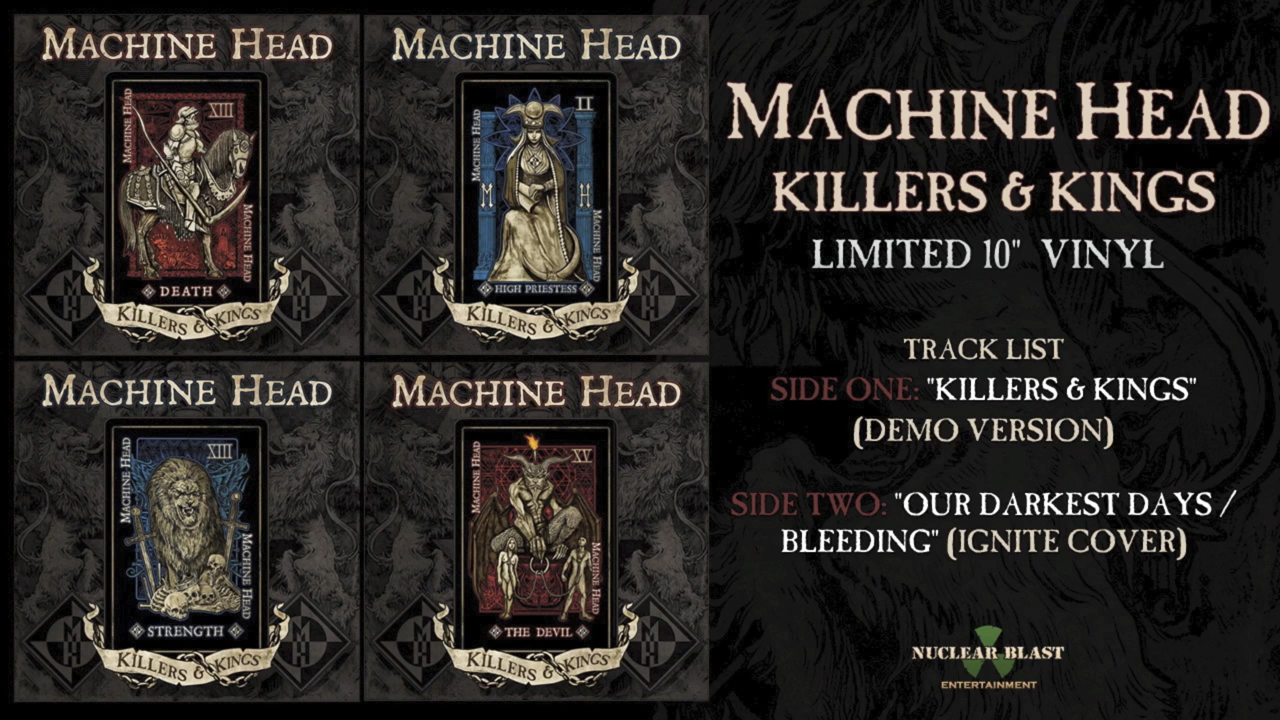 MACHINE HEAD
MACHINE HEAD
XIII
MACHINE HEAD
DEATH
KILLERS & KINGS
M H
MACHINE HEAD
MACHINE HEAD
II
M H
MACHINE HEAD
HIGH PRIESTESS
KILLERS & KINGS
M H
MACHINE HEAD
MACHINE HEAD
XIII
MACHINE HEAD
STRENGTH
KILLERS & KINGS
M H
MACHINE HEAD
MACHINE HEAD
XV
MACHINE HEAD
THE DEVIL
KILLERS & KINGS
M H
MACHINE HEAD
KILLERS & KINGS
LIMITED 10" VINYL
TRACK LIST
SIDE ONE: "KILLERS & KINGS"
(DEMO VERSION)
SIDE TWO: "OUR DARKEST DAYS /
BLEEDING" (IGNITE COVER)
NUCLEAR BLAST
ENTERTAINMENT